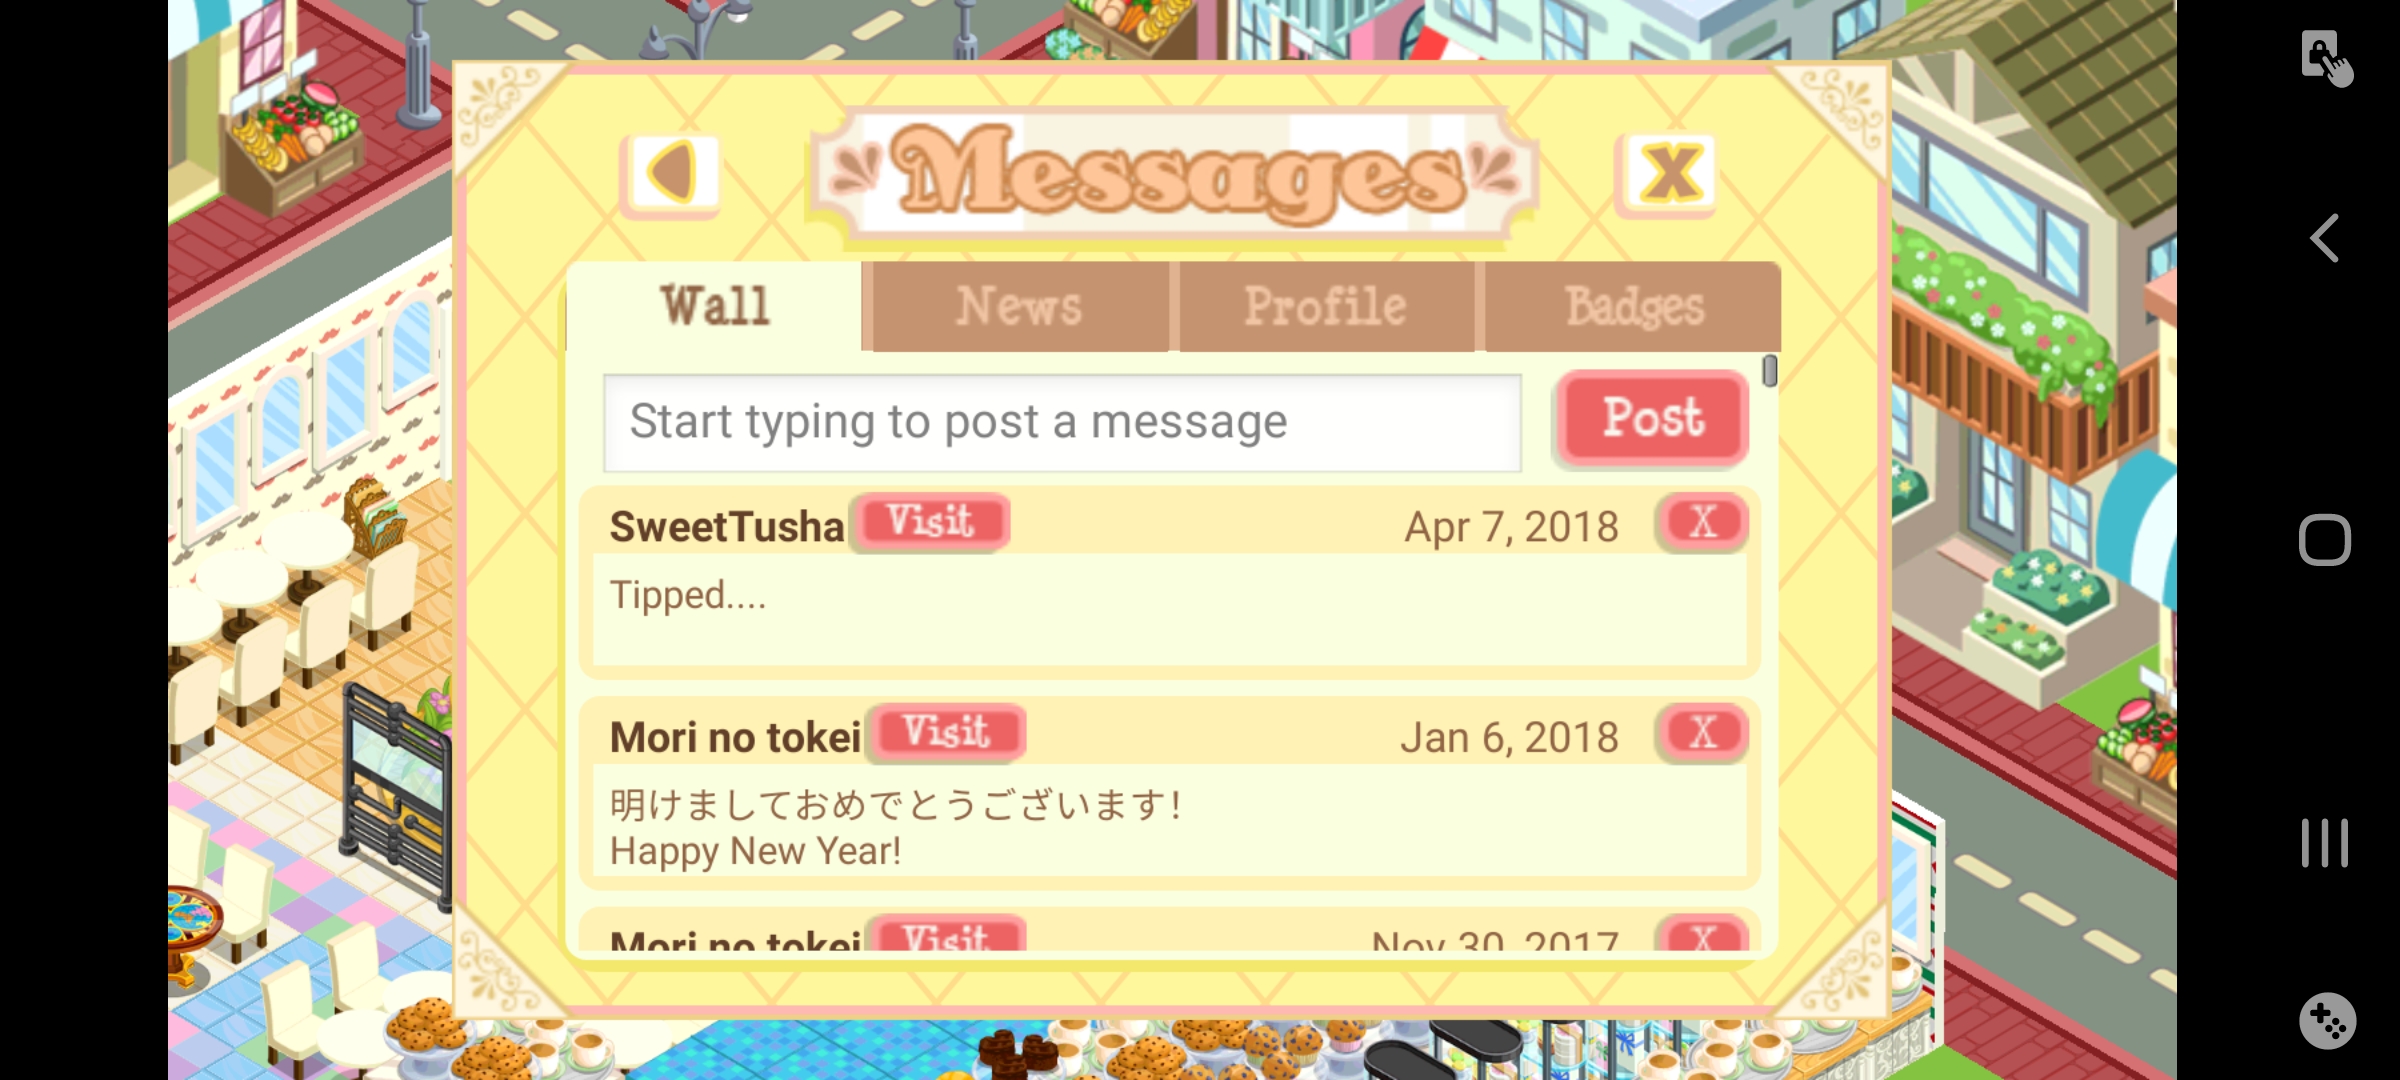 Messages
Wall News Profile Badges
Start typing to post a message Post
SweetTusha Visit Apr 7, 2018 X
Tipped....
Mori no tokei Visit Jan 6, 2018 X
明けましておめでとうございます!
Happy New Year!
Mori no tokei Visit Nov 30, 2017 X